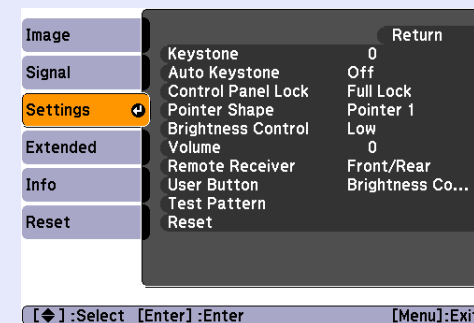 Image
Signal
Settings
Extended
Info
Reset
Return
Keystone 0
Auto Keystone Off
Control Panel Lock Full Lock
Pointer Shape Pointer 1
Brightness Control Low
Volume 0
Remote Receiver Front/Rear
User Button Brightness Co...
Test Pattern
Reset
[◆] :Select [Enter] :Enter [Menu]:Exi